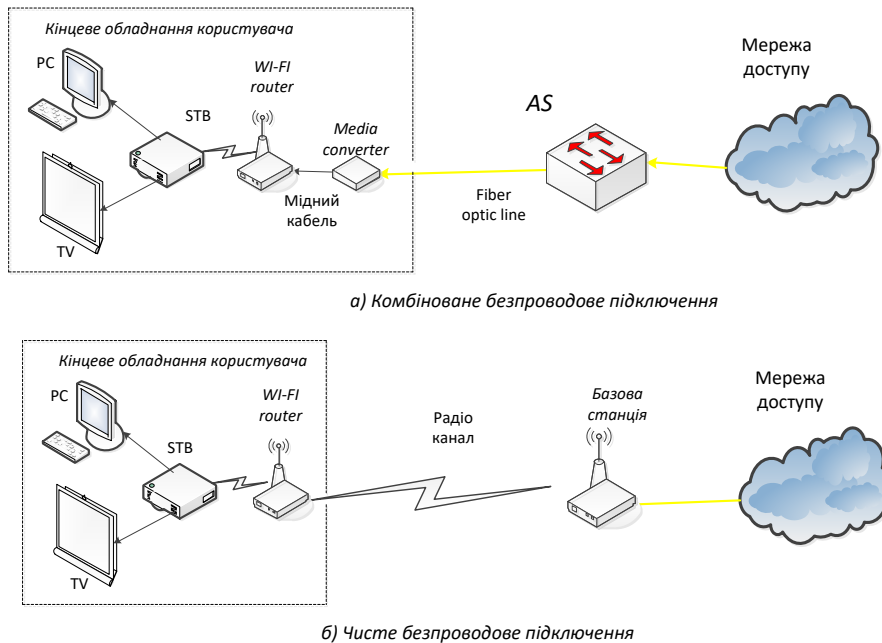 Кінцеве обладнання користувача
PC
STB
WI-FI
router
Media
converter
Мідний
кабель
TV
AS
Fiber
optic line
Мережа
доступу
а) Комбіноване безпроводове підключення
Кінцеве обладнання користувача
PC
STB
WI-FI
router
TV
Радіо
канал
Базова
станція
Мережа
доступу
б) Чисте безпроводове підключення